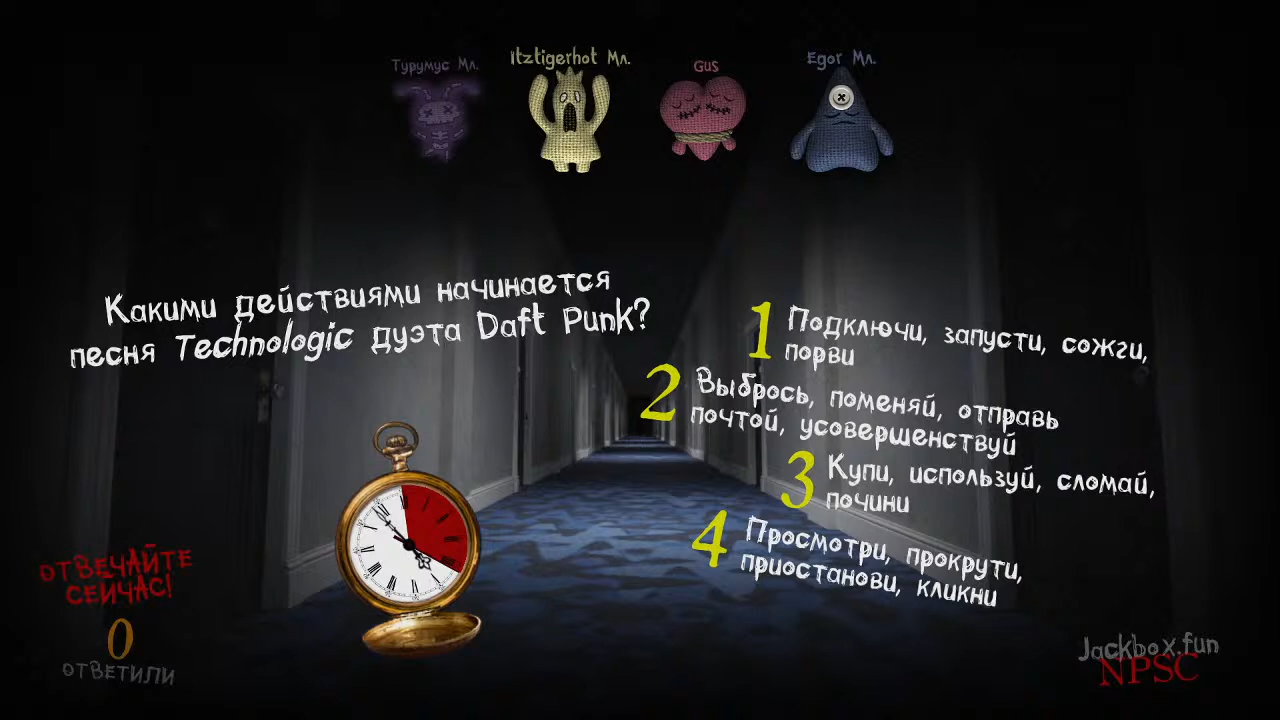 Турумус Мл.
Itztigerhot Мл.
Gus
Egor Мл.
Какими действиями начинается
песня Technologic дуэта Daft Punk?
1 Подключи, запусти, сожги,
порви
2 Выбрось, поменяй, отправь
почтой, усовершенствуй
3 Купи, используй, сломай,
почини
4 Просмотри, прокрути,
приостанови, кликни
ОТВЕЧАЙТЕ
СЕЙЧАС!
0
ОТВЕТИЛИ
Jackbox.fun
NPSC